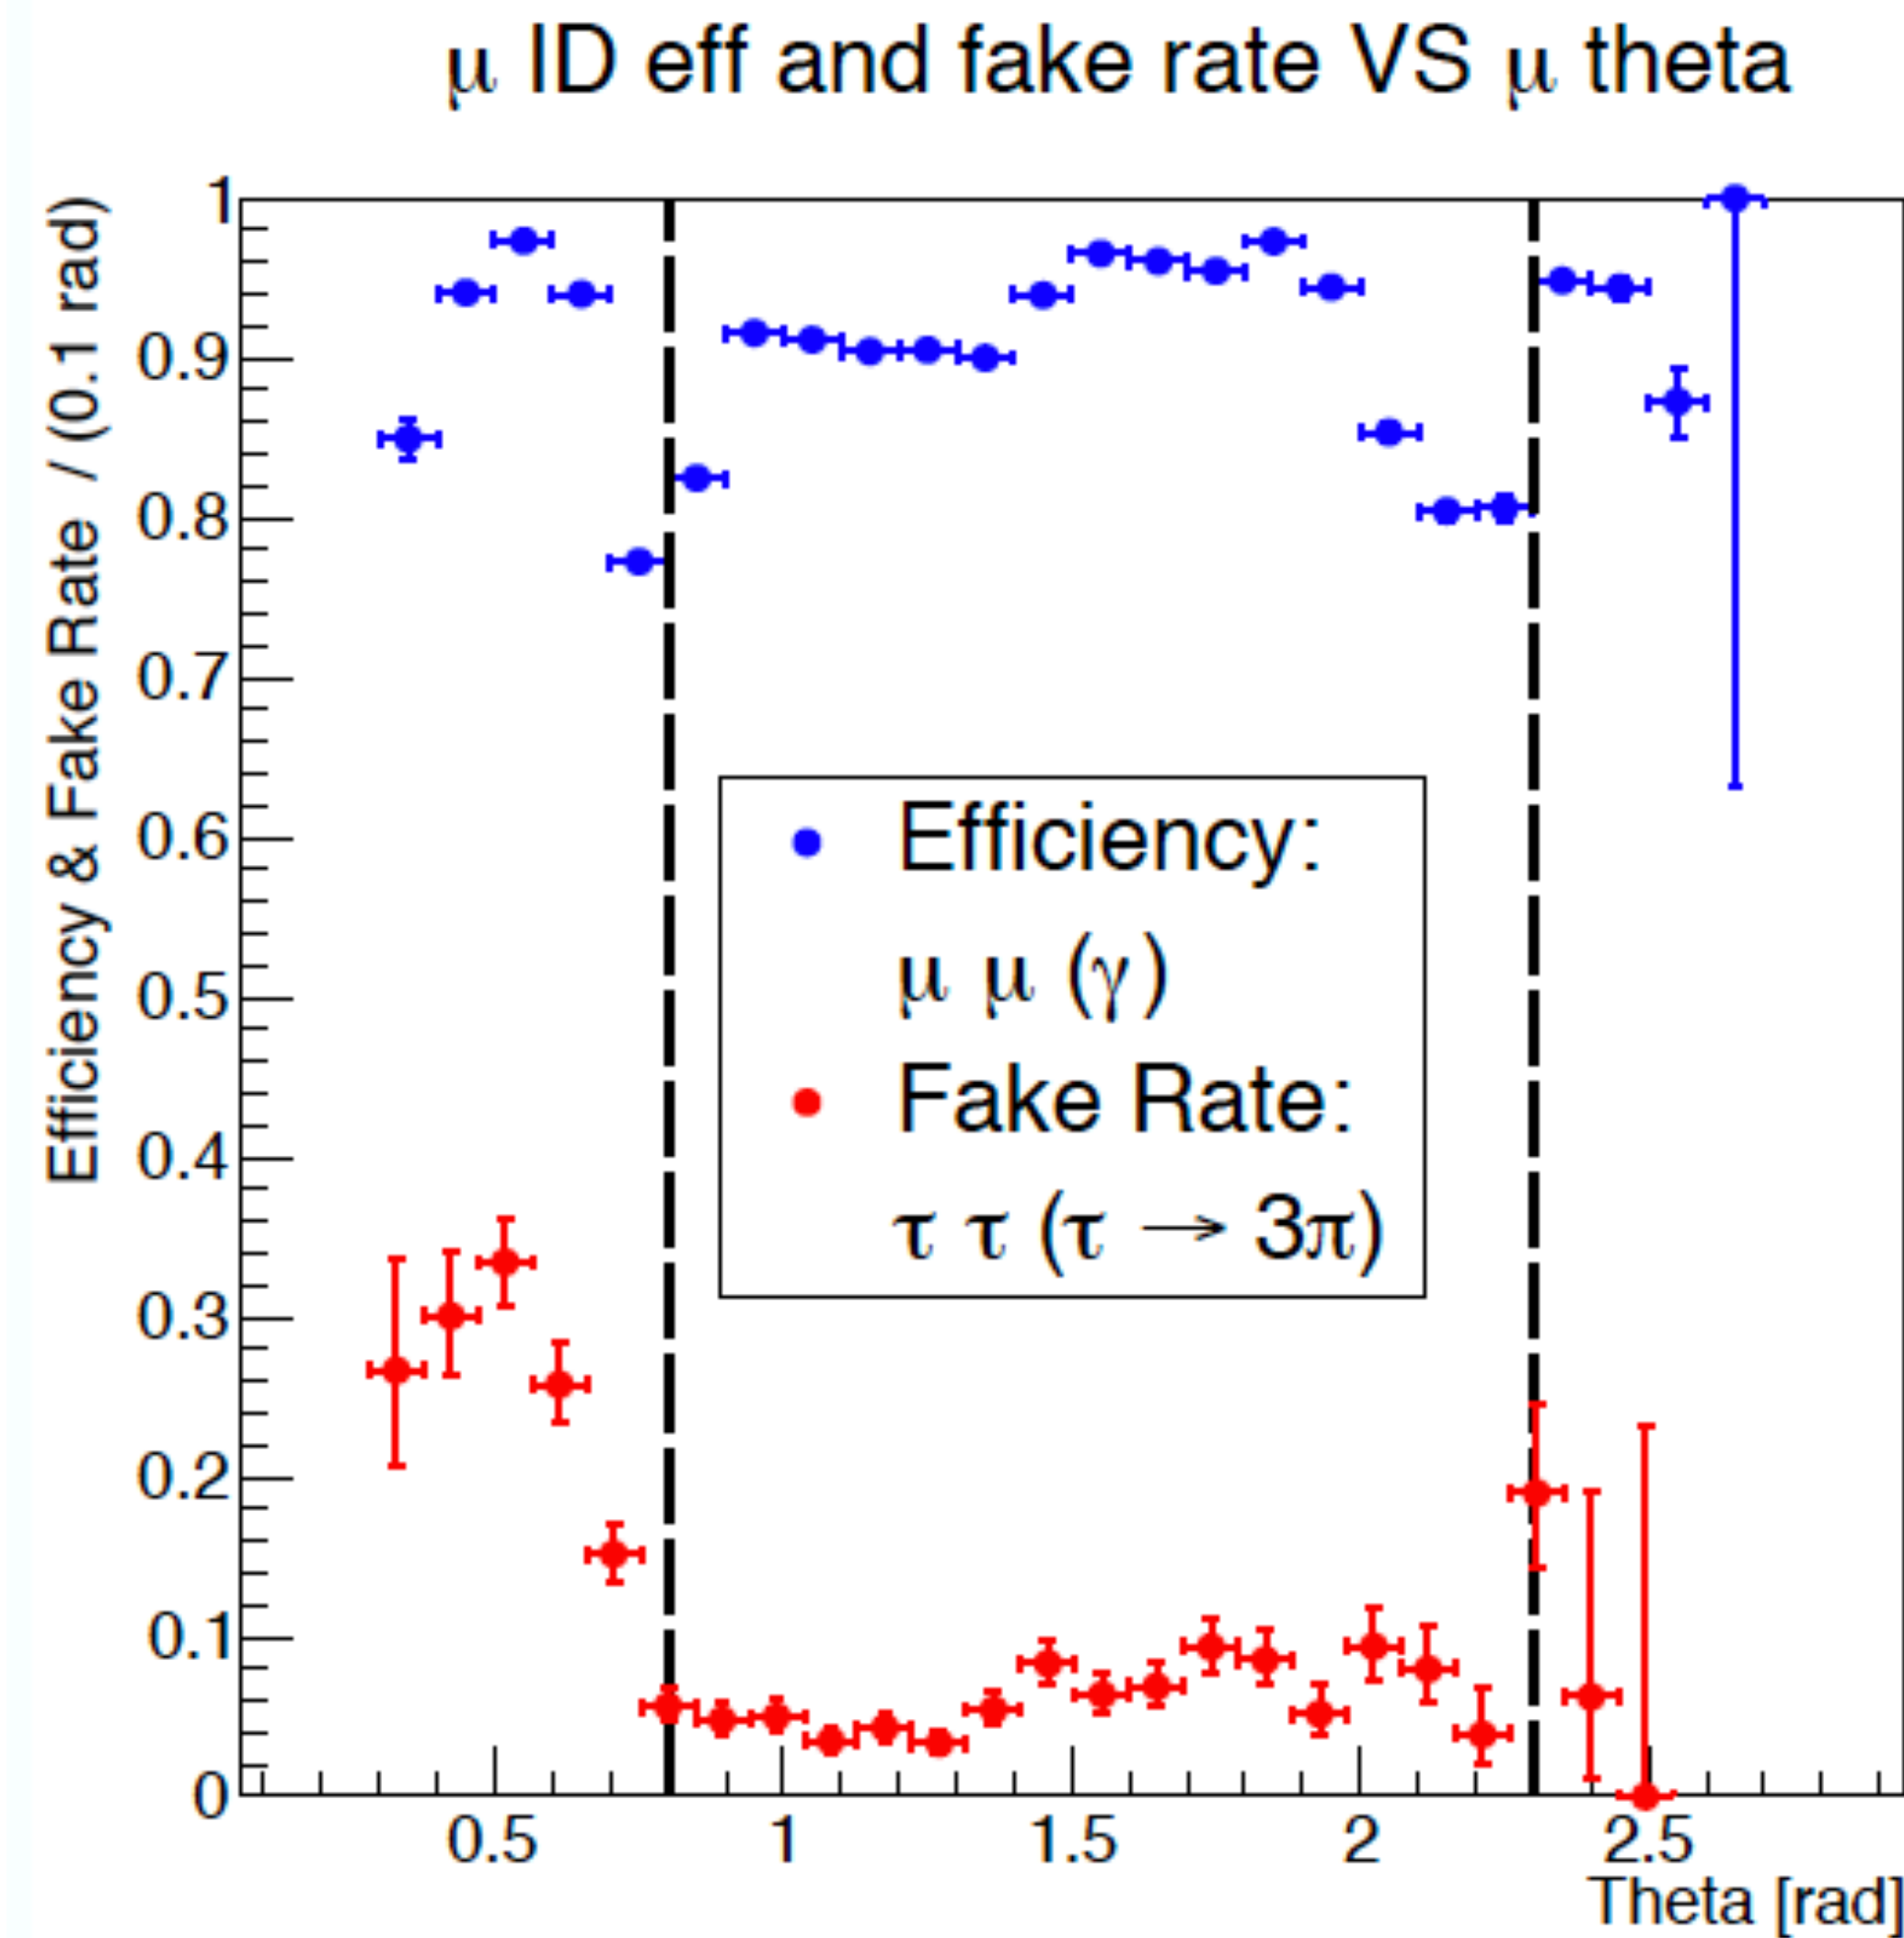 μ ID eff and fake rate VS μ theta
Efficiency & Fake Rate / (0.1 rad)
1
0.9
0.8
0.7
0.6
0.5
0.4
0.3
0.2
0.1
0
Efficiency:
μ μ (γ)
Fake Rate:
τ τ (τ → 3π)
0.5 1 1.5 2 2.5
Theta [rad]